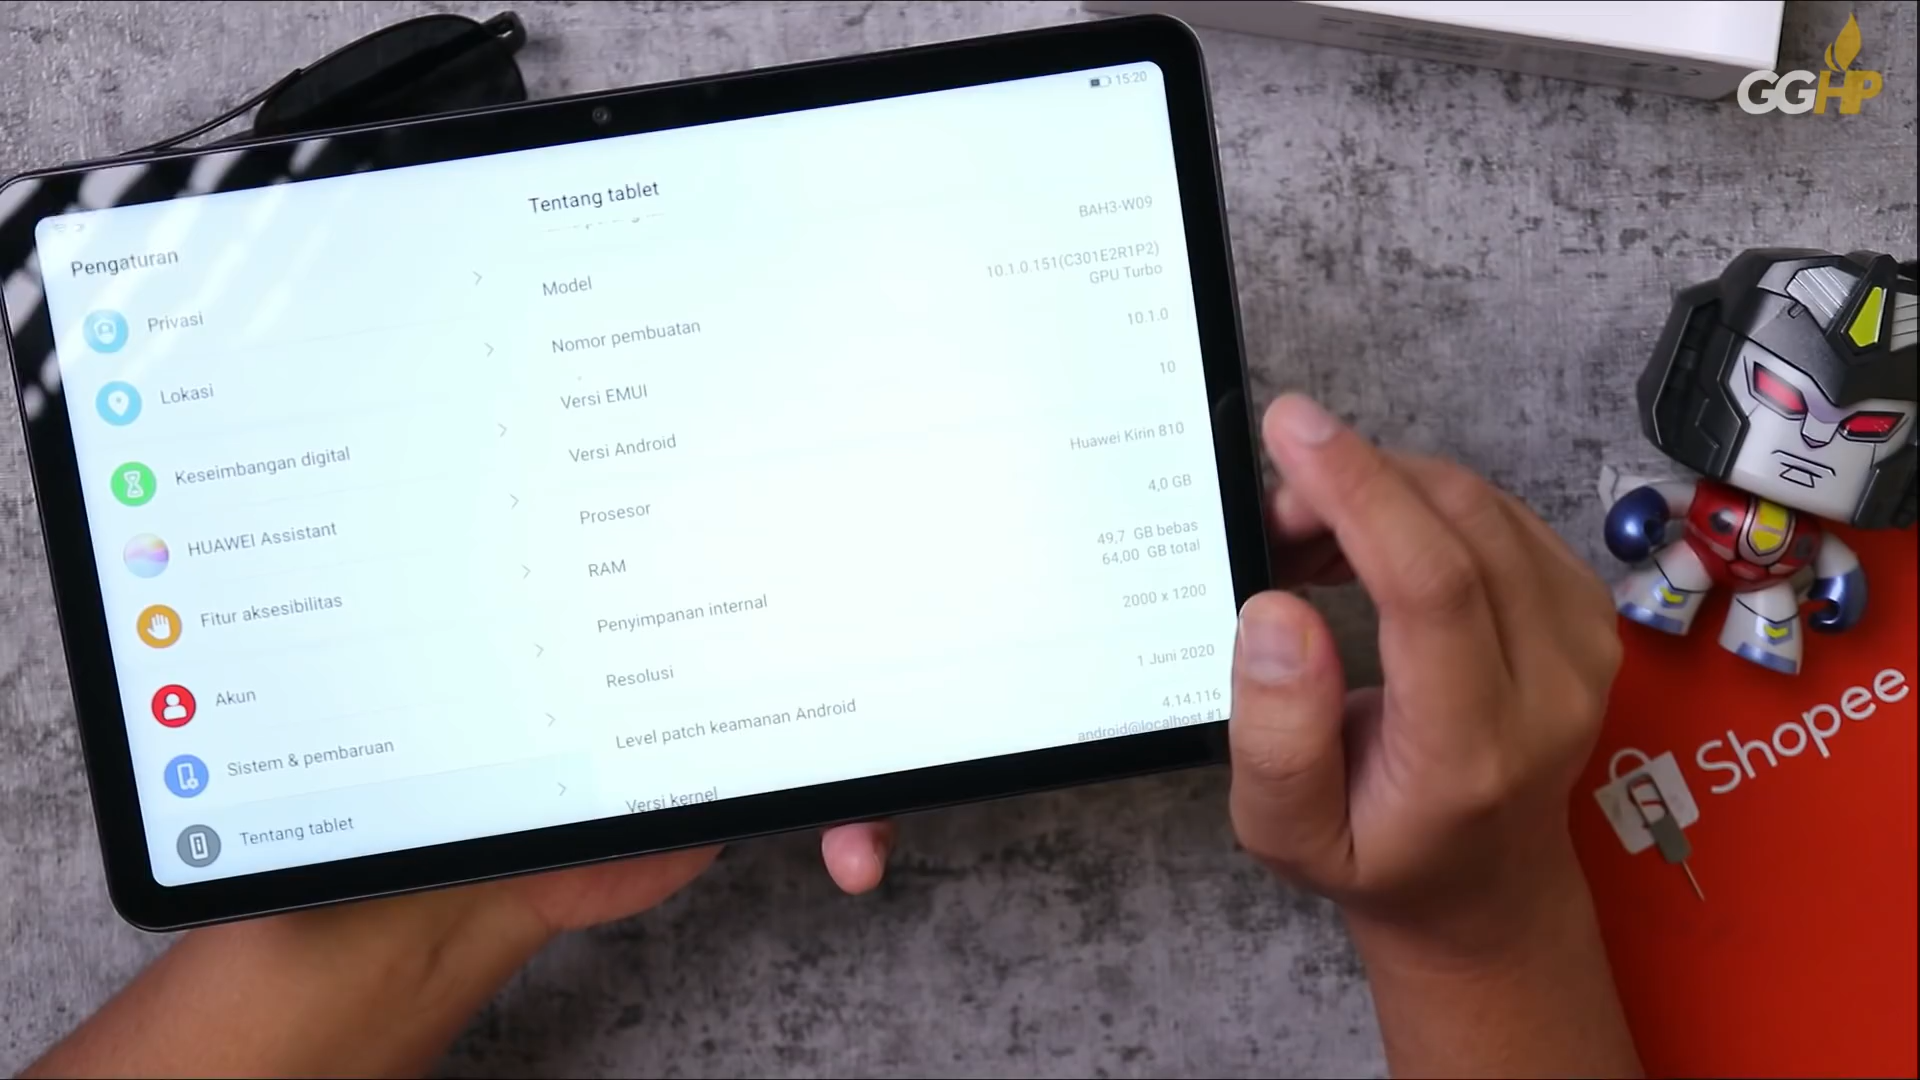 GGHP
15:20
Pengaturan
Privasi
Lokasi
Keseimbangan digital
HUAWEI Assistant
Fitur aksesibilitas
Akun
Sistem & pembaruan
Tentang tablet
Tentang tablet
Model
BAH3-W09
Nomor pembuatan
10.1.0.151(C301E2R1P2)
GPU Turbo
Versi EMUI
10.1.0
Versi Android
10
Prosesor
Huawei Kirin 810
RAM
4,0 GB
Penyimpanan internal
49,7 GB bebas
64,00 GB total
Resolusi
2000 x 1200
Level patch keamanan Android
1 Juni 2020
Versi kernel
4.14.116
android@localhost #1
Shopee